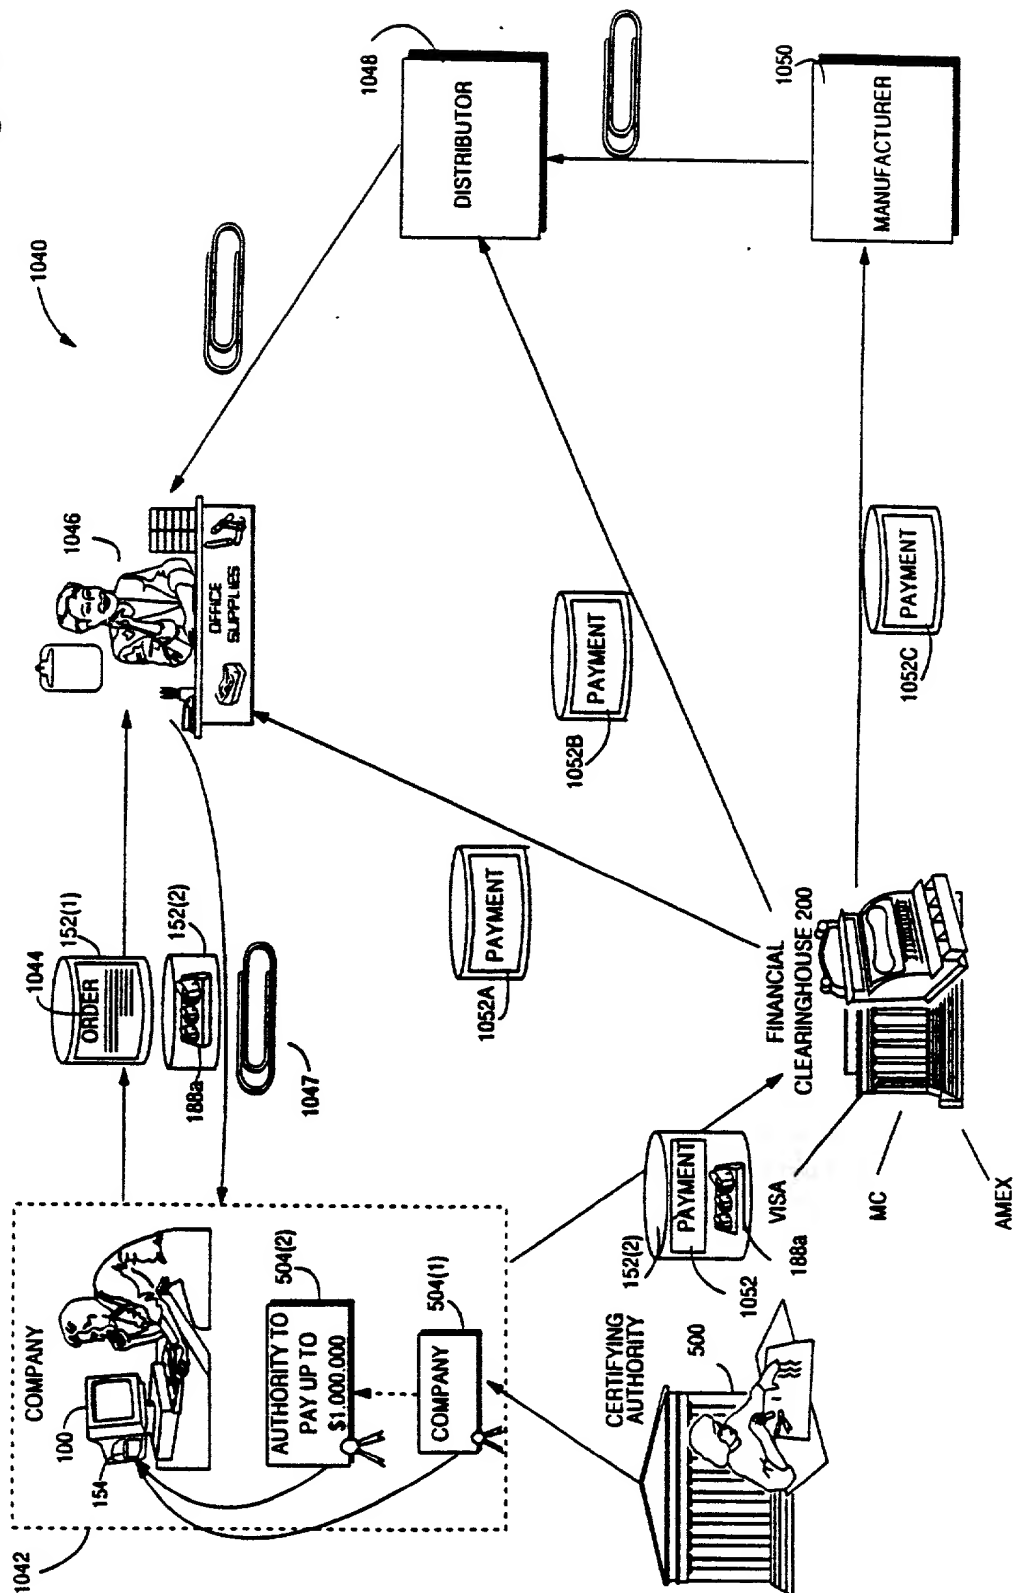 1042
COMPANY
100
154
AUTHORITY TO
PAY UP TO
$1,000,000
504(2)
COMPANY
504(1)
1044
ORDER
152(1)
152(2)
188a
1047
1046
OFFICE
SUPPLIES
1040
1048
DISTRIBUTOR
1050
MANUFACTURER
PAYMENT
1052A
PAYMENT
1052B
PAYMENT
1052C
CERTIFYING
AUTHORITY
500
152(2)
PAYMENT
1052
188a
FINANCIAL
CLEARINGHOUSE 200
VISA
MC
AMEX